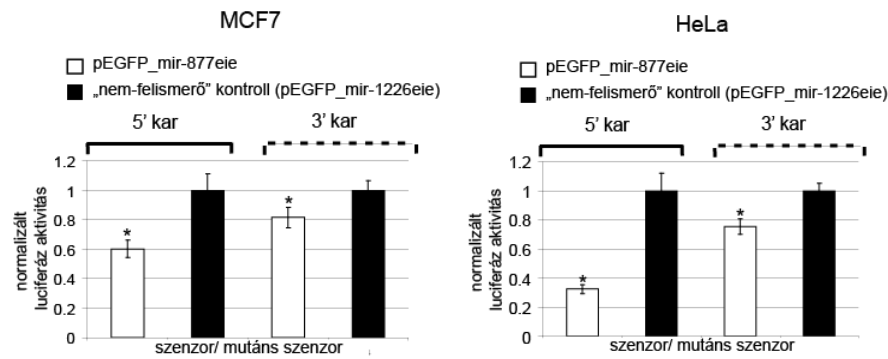 MCF7
pEGFP_mir-877eie
„nem-felismerő” kontroll (pEGFP_mir-1226eie)
5’ kar
3’ kar
normalizált
luciferáz aktivitás
1.2
1
0.8
0.6
0.4
0.2
0
*
*
szenzor/ mutáns szenzor
HeLa
pEGFP_mir-877eie
„nem-felismerő” kontroll (pEGFP_mir-1226eie)
5’ kar
3’ kar
normalizált
luciferáz aktivitás
1.2
1
0.8
0.6
0.4
0.2
0
*
*
szenzor/ mutáns szenzor